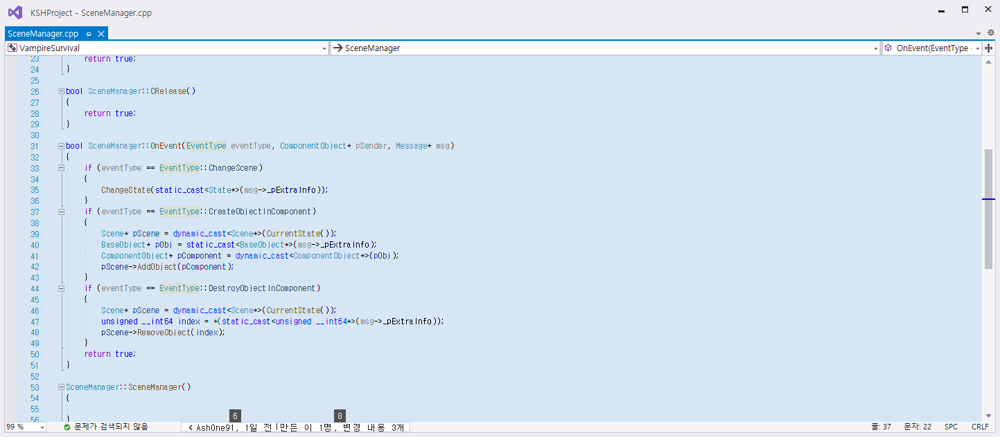 KSHProject - SceneManager.cpp
SceneManager.cpp
VampireSurvival
SceneManager
OnEvent(EventType
23 return true;
24 }
25
26 bool SceneManager::CRelease()
27 {
28 return true;
29 }
30
31 bool SceneManager::OnEvent(EventType eventType, ComponentObject* pSender, Message* msg)
32 {
33 if (eventType == EventType::ChangeScene)
34 {
35 ChangeState(static_cast<State*>(msg->_pExtraInfo));
36 }
37 if (eventType == EventType::CreateObjectInComponent)
38 {
39 Scene* pScene = dynamic_cast<Scene*>(CurrentState());
40 BaseObject* pObj = static_cast<BaseObject*>(msg->_pExtraInfo);
41 ComponentObject* pComponent = dynamic_cast<ComponentObject*>(pObj);
42 pScene->AddObject(pComponent);
43 }
44 if (eventType == EventType::DestroyObjectInComponent)
45 {
46 Scene* pScene = dynamic_cast<Scene*>(CurrentState());
47 unsigned __int64 index = *(static_cast<unsigned __int64*>(msg->_pExtraInfo));
48 pScene->RemoveObject(index);
49 }
50 return true;
51 }
52
53 SceneManager::SceneManager()
54 {
55
56 }
6 8
99 % 문제가 검색되지 않음 AshOne91, 1일 전|만든 이 1명, 변경 내용 3개 줄: 37 문자: 22 SPC CRLF